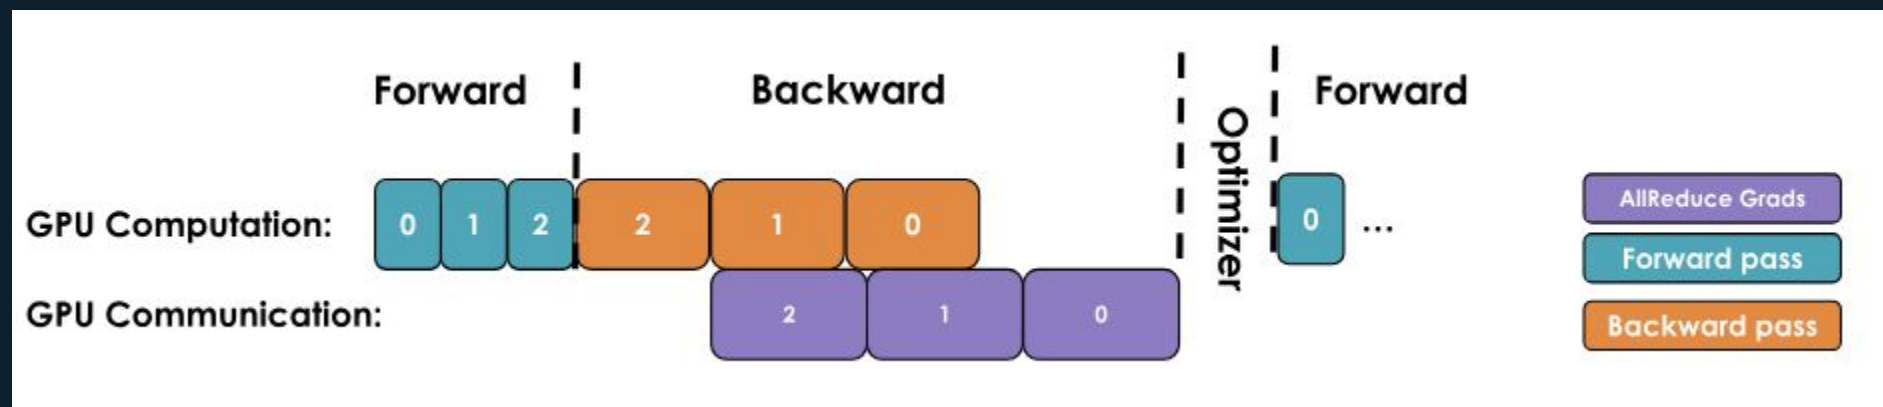 Forward
Backward
Optimizer
Forward
GPU Computation:
0 1 2 2 1 0 0 ...
GPU Communication:
2 1 0
AllReduce Grads
Forward pass
Backward pass